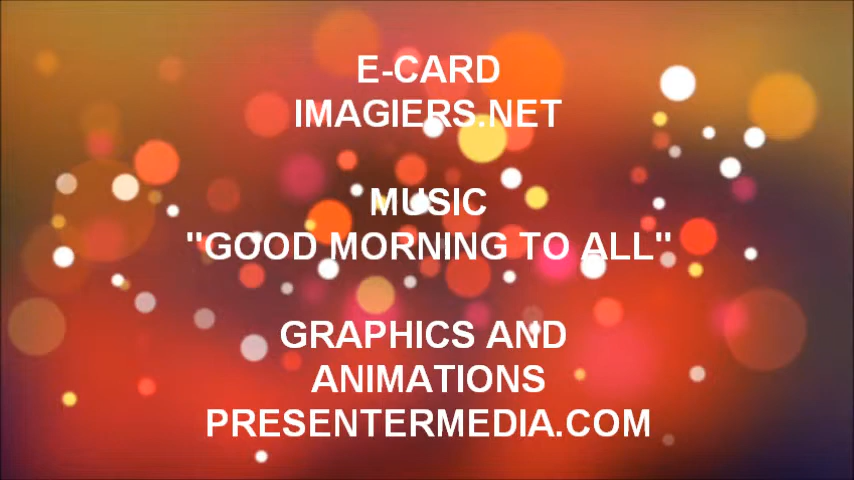 E-CARD
IMAGIERS.NET
MUSIC
"GOOD MORNING TO ALL"
GRAPHICS AND
ANIMATIONS
PRESENTERMEDIA.COM